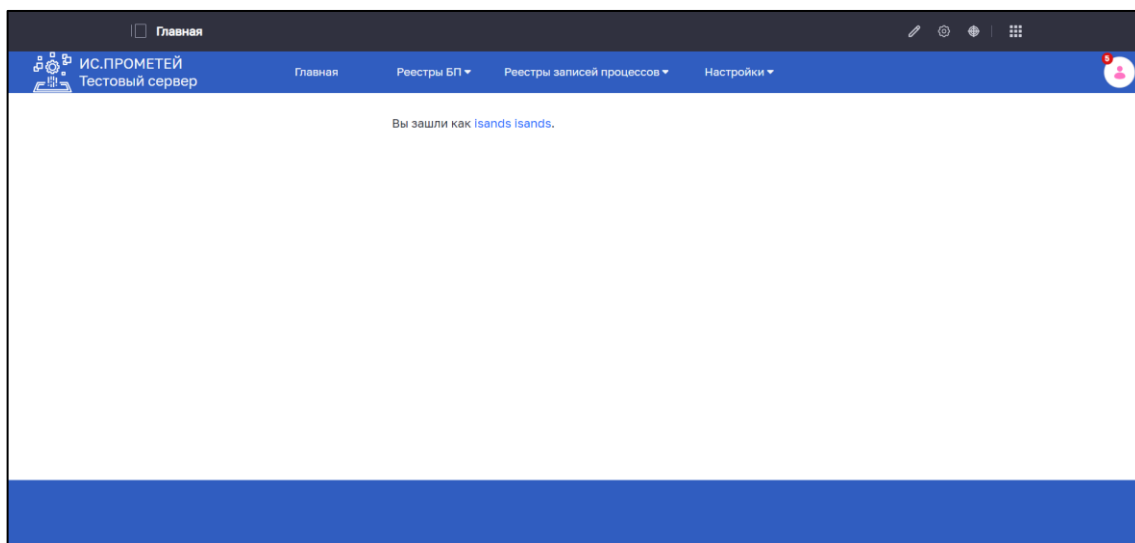 Главная
ИС.ПРОМЕТЕЙ
Тестовый сервер
Главная Реестры БП Реестры записей процессов Настройки
5
Вы зашли как isands isands.